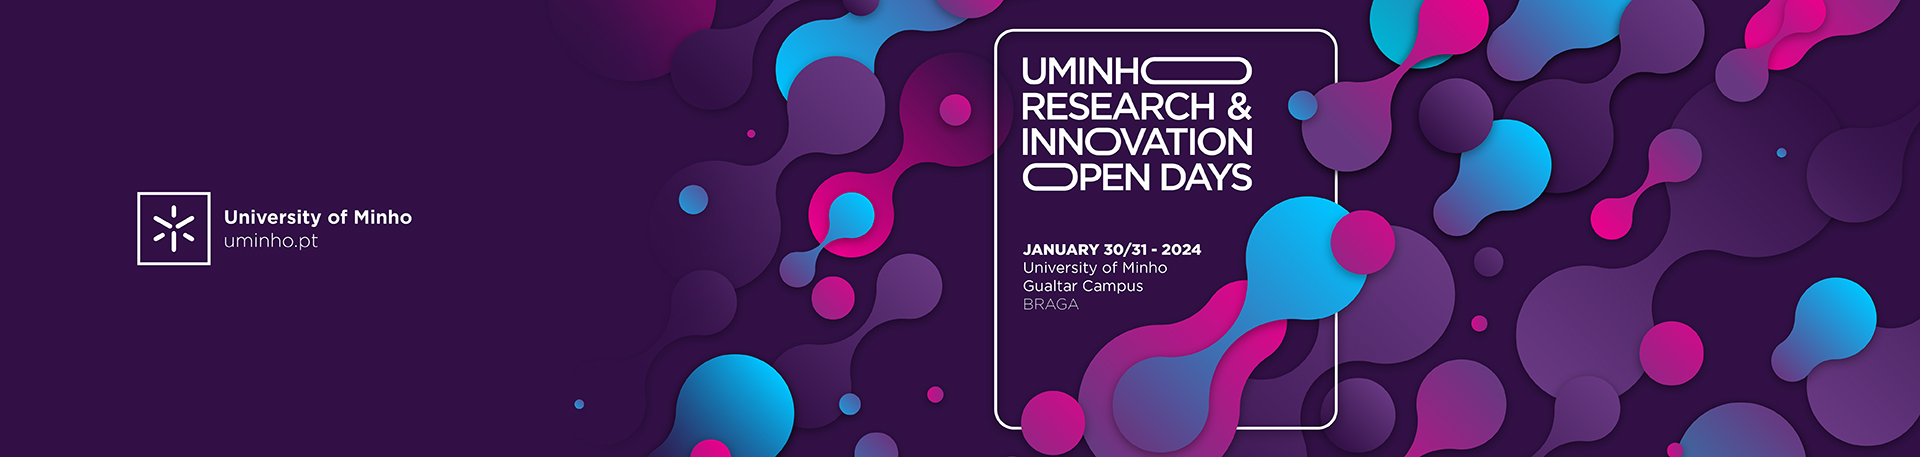 University of Minho
uminho.pt
UMINHO
RESEARCH &
INNOVATION
OPEN DAYS
JANUARY 30/31 - 2024
University of Minho
Gualtar Campus
BRAGA